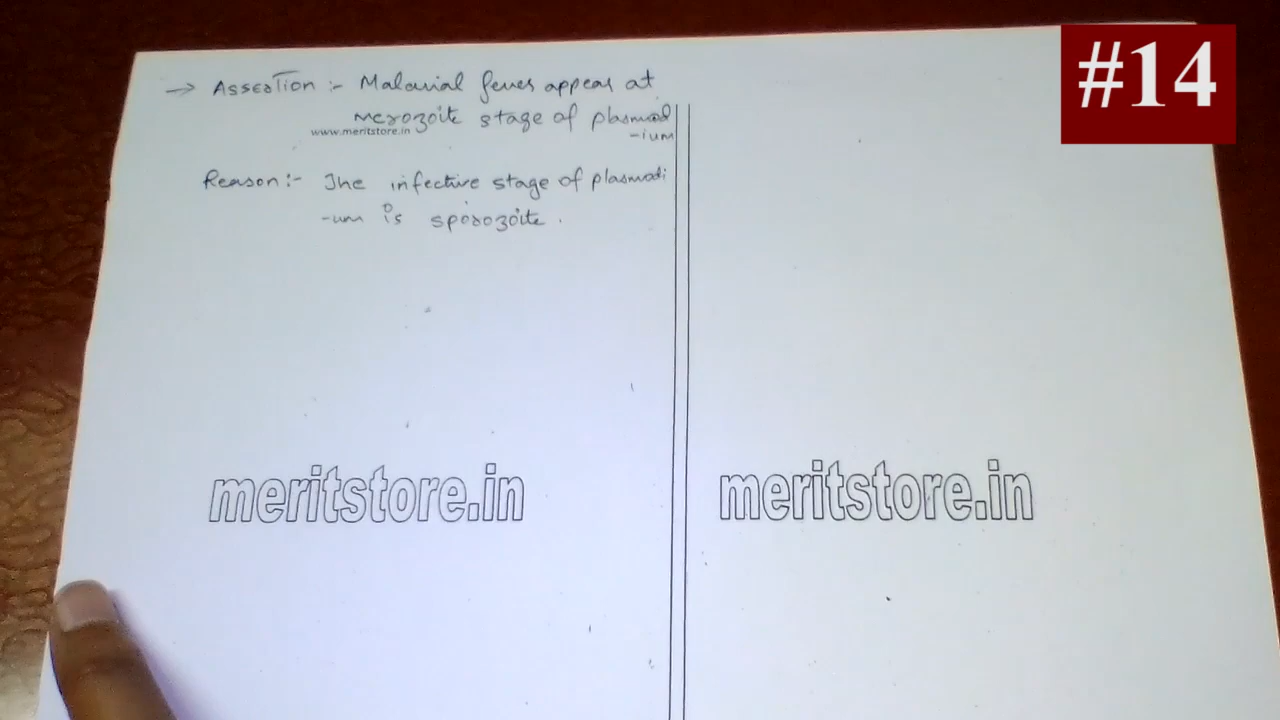 #14
→ Assertion :- Malarial fever appear at
merozoite stage of plasmod
-ium
www.meritstore.in
Reason :- The infective stage of plasmodi
-um is sporozoite .
meritstore.in
meritstore.in